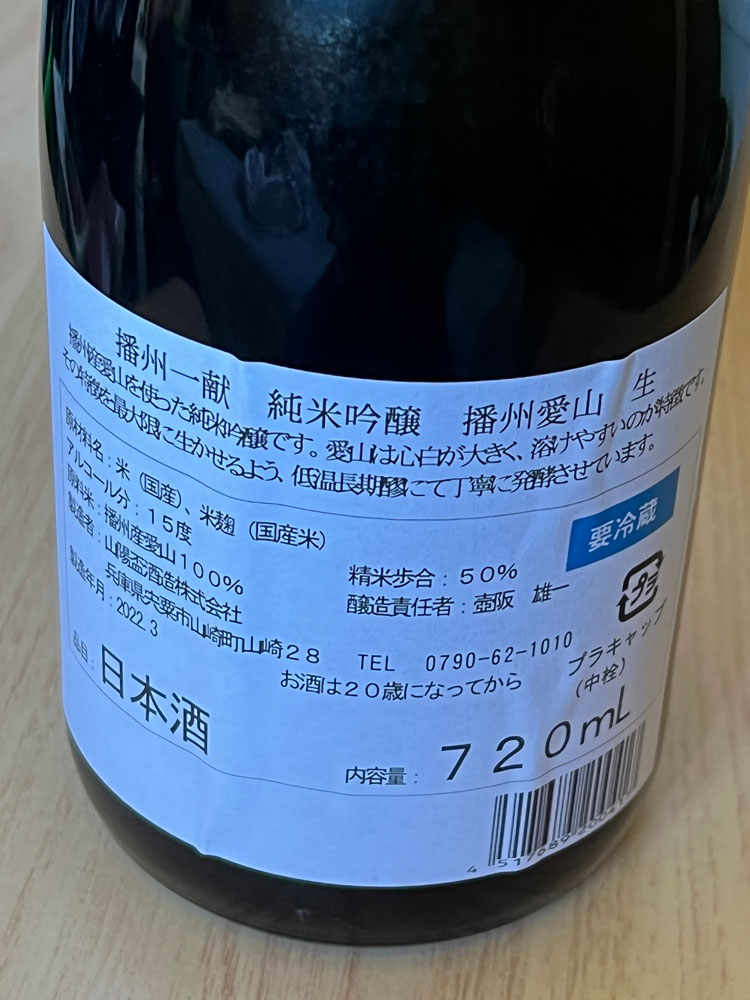 播州一献　純米吟醸　播州愛山　生
播州産愛山を使った純米吟醸です。愛山は心白が大きく、溶けやすいのが特徴です。
その特徴を最大限に生かせるよう、低温長期醪にて丁寧に発酵させています。
要冷蔵
原材料名：米（国産）、米麹（国産米）
アルコール分：１５度
原料米：播州産愛山１００％
精米歩合：５０％
製造者：山陽盃酒造株式会社
醸造責任者：壺阪　雄一
兵庫県宍粟市山崎町山崎２８
TEL 0790-62-1010
製造年月：2022.3
お酒は２０歳になってから
プラ
プラキャップ
（中栓）
品目：日本酒
内容量：７２０mL